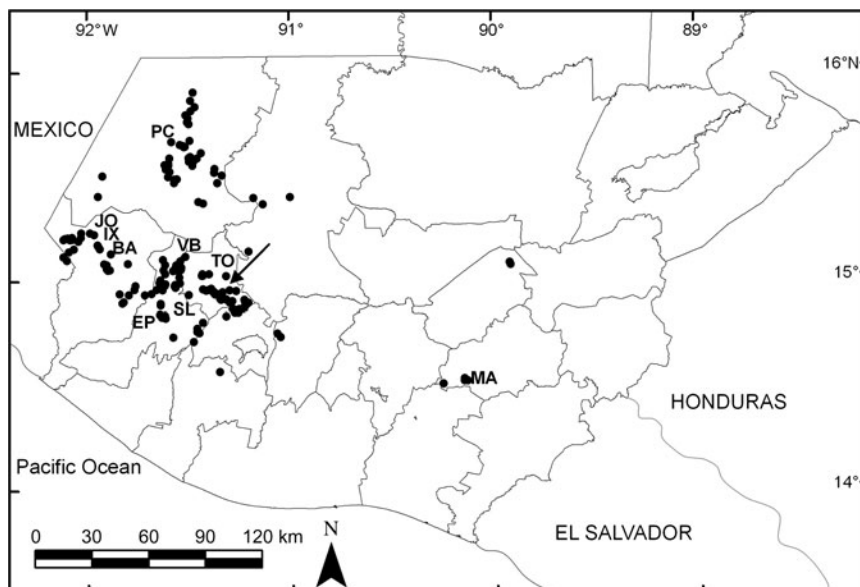 92°W
91°
90°
89°
16°N
MEXICO
PC
JO
IX
BA
VB
TO
15°
EP
SL
MA
HONDURAS
Pacific Ocean
14°
0 30 60 90 120 km
N
EL SALVADOR